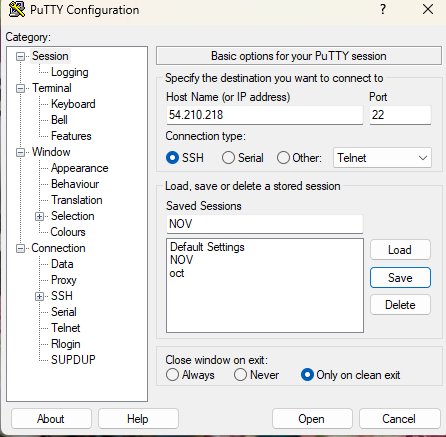 PuTTY Configuration
? ×
Category:
Session
Logging
Terminal
Keyboard
Bell
Features
Window
Appearance
Behaviour
Translation
Selection
Colours
Connection
Data
Proxy
SSH
Serial
Telnet
Rlogin
SUPDUP
Basic options for your PuTTY session
Specify the destination you want to connect to
Host Name (or IP address) Port
54.210.218 22
Connection type:
SSH Serial Other: Telnet
Load, save or delete a stored session
Saved Sessions
NOV
Default Settings
NOV
oct
Load
Save
Delete
Close window on exit:
Always Never Only on clean exit
About Help Open Cancel